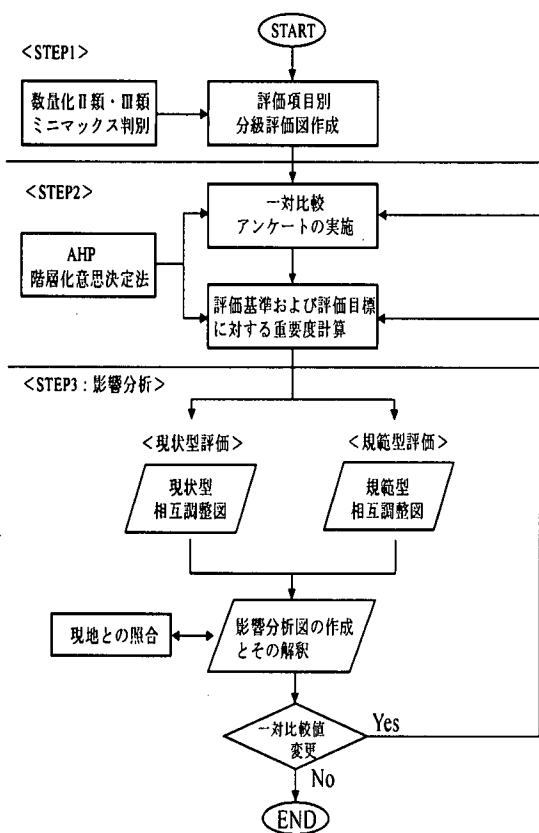 START
<STEP1>
数量化Ⅱ類・Ⅲ類
ミニマックス判別
評価項目別
分級評価図作成
<STEP2>
一対比較
アンケートの実施
AHP
階層化意思決定法
評価基準および評価目標
に対する重要度計算
<STEP3:影響分析>
<現状型評価>
<規範型評価>
現状型
相互調整図
規範型
相互調整図
現地との照合
影響分析図の作成
とその解釈
一対比較値
変更
Yes
No
END